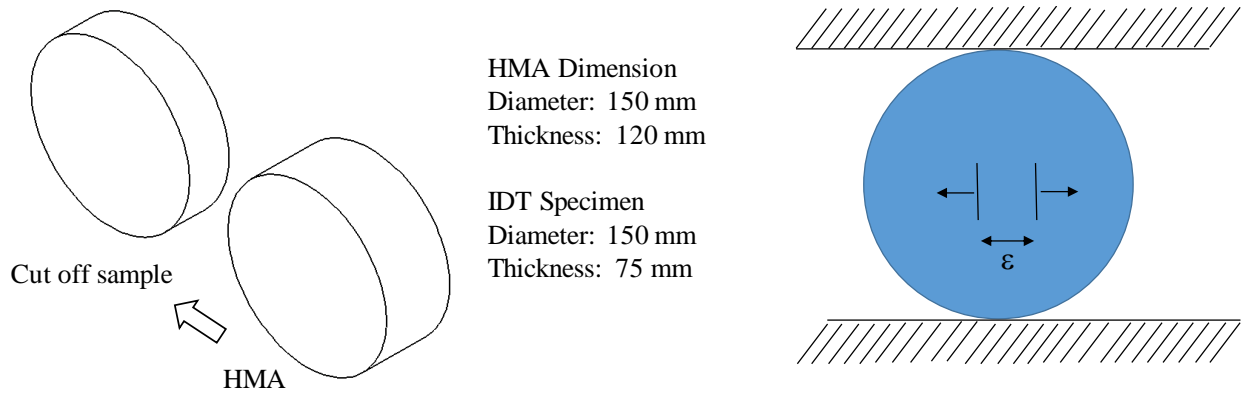 HMA Dimension
Diameter: 150 mm
Thickness: 120 mm
IDT Specimen
Diameter: 150 mm
Thickness: 75 mm
Cut off sample
HMA
ε